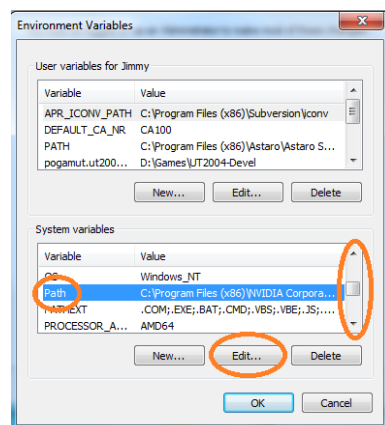 Environment Variables
User variables for Jimmy
Variable Value
APR_ICONV_PATH C:\Program Files (x86)\Subversion\iconv
DEFAULT_CA_NR CA100
PATH C:\Program Files (x86)\Astaro\Astaro S...
pogamut.ut200... D:\Games\UT2004-Devel
New... Edit... Delete
System variables
Variable Value
OS Windows_NT
Path C:\Program Files (x86)\NVIDIA Corpora...
PATHEXT .COM;.EXE;.BAT;.CMD;.VBS;.VBE;.JS;....
PROCESSOR_A... AMD64
New... Edit... Delete
OK Cancel